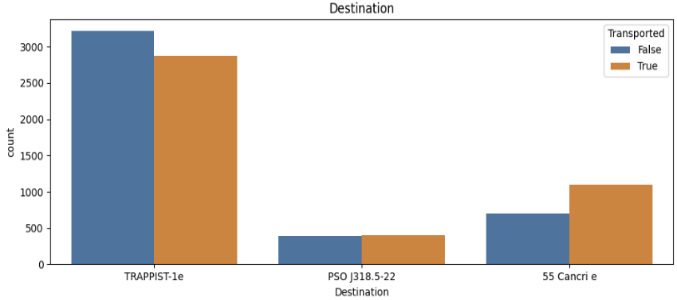 Destination
Transported
False
True
count
3000
2500
2000
1500
1000
500
0
TRAPPIST-1e PSO J318.5-22 55 Cancri e
Destination